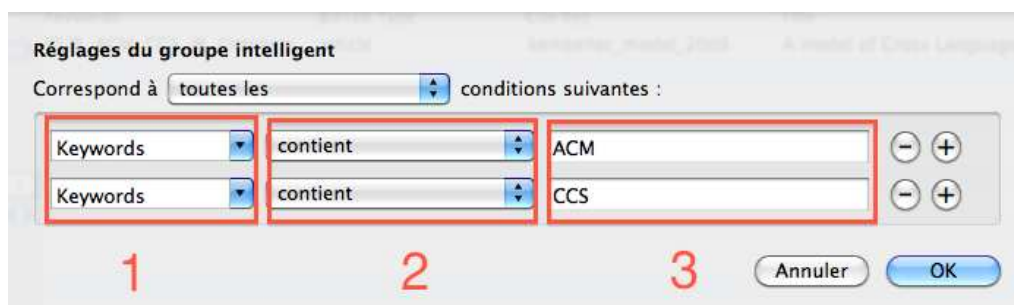 Réglages du groupe intelligent
Correspond à toutes les conditions suivantes :
Keywords contient ACM
Keywords contient CCS
1 2 3 Annuler OK